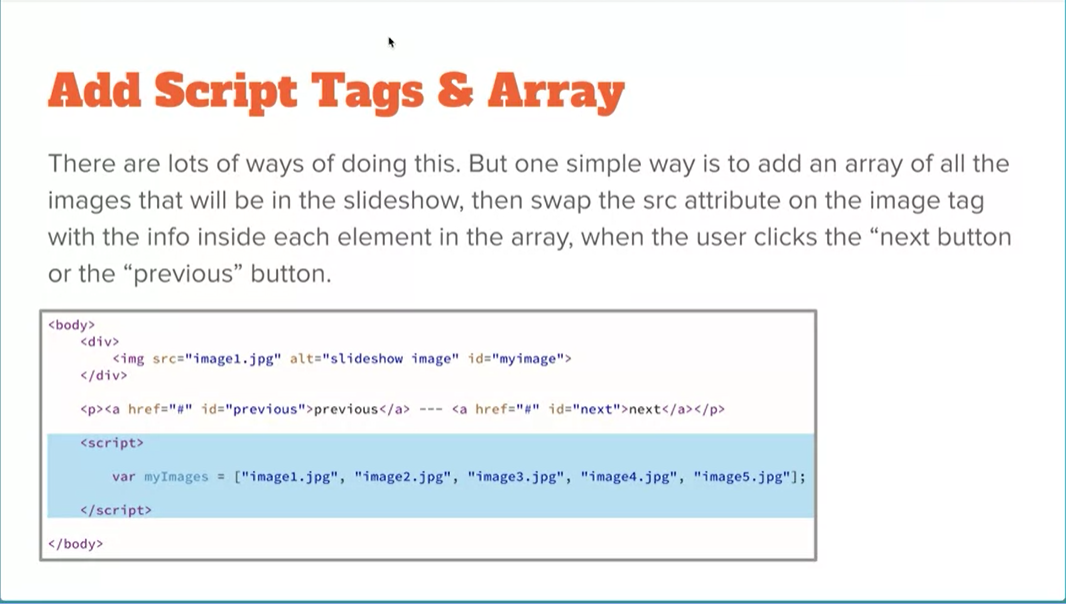 Add Script Tags & Array
There are lots of ways of doing this. But one simple way is to add an array of all the
images that will be in the slideshow, then swap the src attribute on the image tag
with the info inside each element in the array, when the user clicks the “next button
or the “previous” button.
<body>
<div>
<img src="image1.jpg" alt="slideshow image" id="myimage">
</div>
<p><a href="#" id="previous">previous</a> --- <a href="#" id="next">next</a></p>
<script>
var myImages = ["image1.jpg", "image2.jpg", "image3.jpg", "image4.jpg", "image5.jpg"];
</script>
</body>